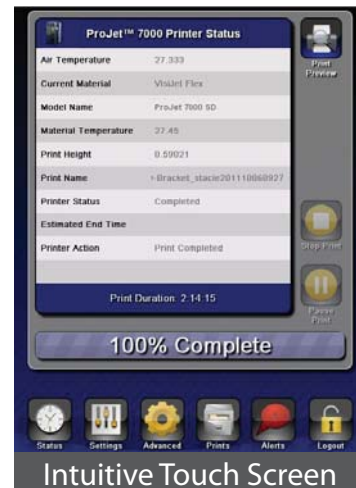 ProJet™ 7000 Printer Status
Air Temperature 27.333
Print Preview
Current Material VisiJet Flex
Model Name ProJet 7000 SD
Material Temperature 27.45
Print Height 0.59021
Print Name Bracket_stacie201110060927
Printer Status Completed
Estimated End Time
Printer Action Print Completed
Stop Print
Print Duration: 2:14:15
Pause Print
100% Complete
Status Settings Advanced Prints Alerts Logout
Intuitive Touch Screen